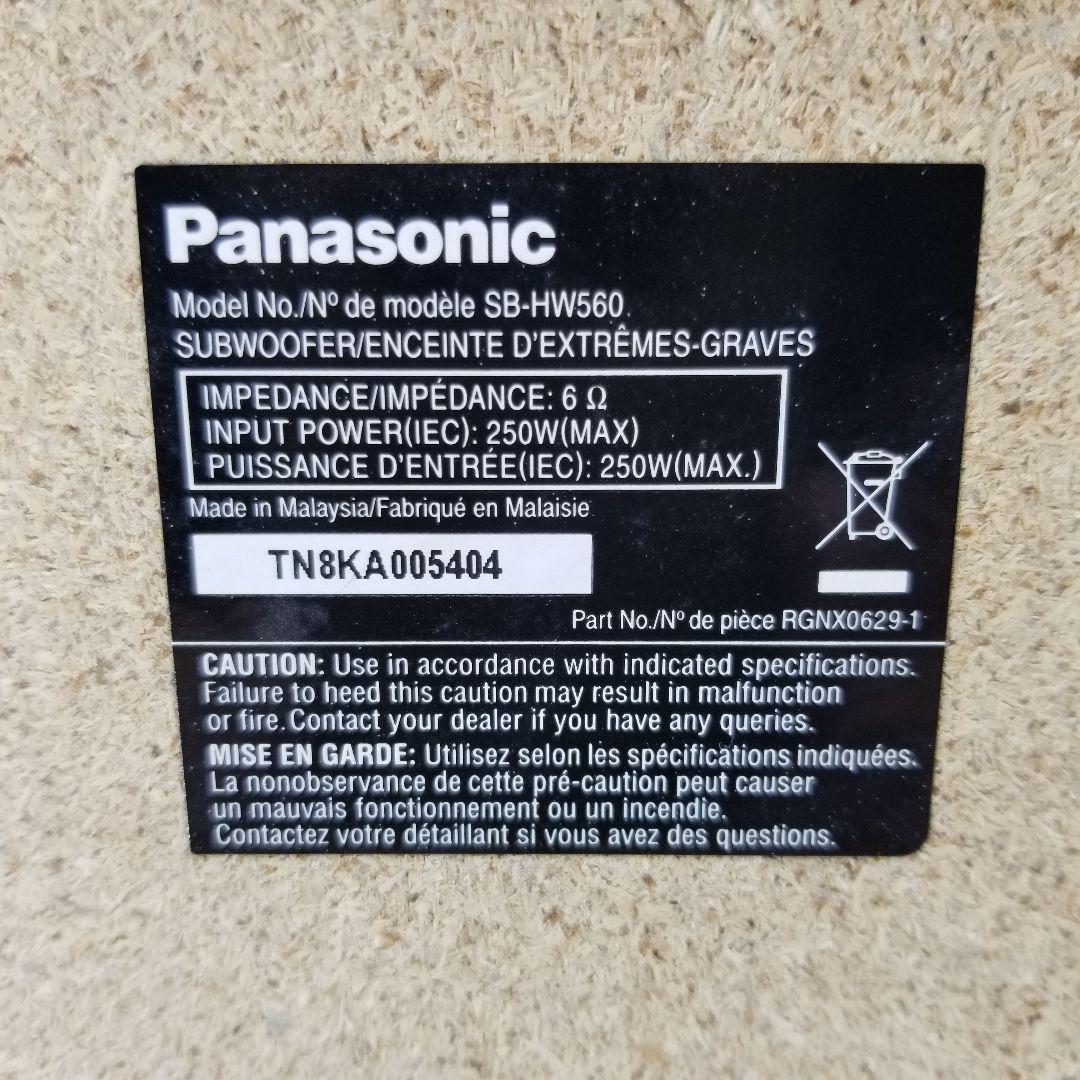 Panasonic
Model No./Nº de modèle SB-HW560
SUBWOOFER/ENCEINTE D'EXTRÊMES-GRAVES
IMPEDANCE/IMPÉDANCE: 6 Ω
INPUT POWER(IEC): 250W(MAX)
PUISSANCE D'ENTRÉE(IEC): 250W(MAX.)
Made in Malaysia/Fabriqué en Malaisie
TN8KA005404
Part No./Nº de pièce RGNX0629-1
CAUTION: Use in accordance with indicated specifications.
Failure to heed this caution may result in malfunction
or fire. Contact your dealer if you have any queries.
MISE EN GARDE: Utilisez selon les spécifications indiquées.
La nonobservance de cette pré-caution peut causer
un mauvais fonctionnement ou un incendie.
Contactez votre détaillant si vous avez des questions.